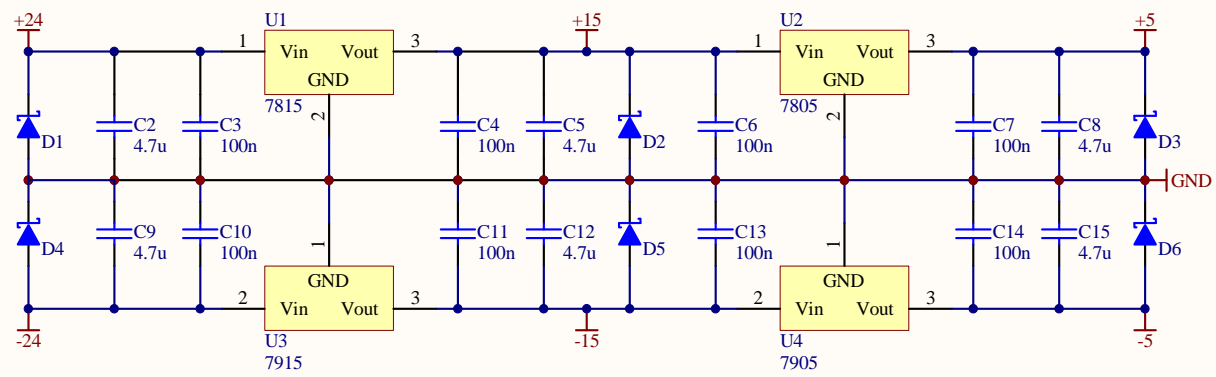 +24 U1 +15 U2 +5
1 Vin Vout 3 1 Vin Vout 3
GND GND
7815 7805
2 2
D1 C2 4.7u C3 100n C4 100n C5 4.7u D2 C6 100n C7 100n C8 4.7u D3
GND
D4 C9 4.7u C10 100n C11 100n C12 4.7u D5 C13 100n C14 100n C15 4.7u D6
1 1
GND GND
2 Vin Vout 3 2 Vin Vout 3
-24 U3 -15 U4 -5
7915 7905